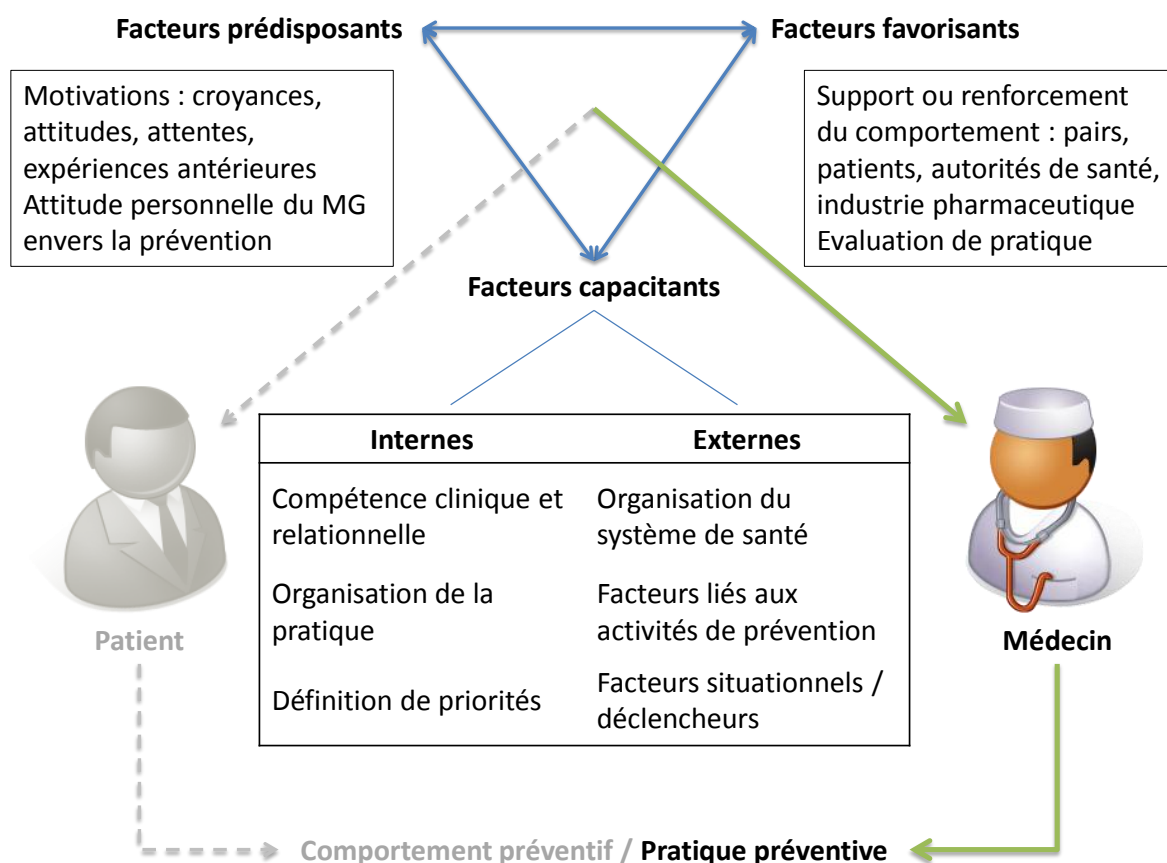 Facteurs prédisposants
Facteurs favorisants
Motivations : croyances,
attitudes, attentes,
expériences antérieures
Attitude personnelle du MG
envers la prévention
Support ou renforcement
du comportement : pairs,
patients, autorités de santé,
industrie pharmaceutique
Evaluation de pratique
Facteurs capacitants
Internes
Externes
Compétence clinique et
relationnelle
Organisation du
système de santé
Organisation de la
pratique
Facteurs liés aux
activités de prévention
Définition de priorités
Facteurs situationnels /
déclencheurs
Patient
Médecin
Comportement préventif / Pratique préventive